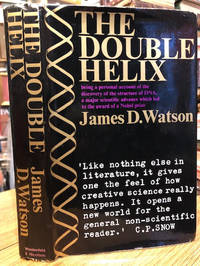 THE
DOUBLE
HELIX
being a personal account of the
discovery of the structure of DNA,
a major scientific advance which led
to the award of a Nobel prize
James D. Watson
'Like nothing else in
literature, it gives
one the feel of how
creative science really
happens. It opens a
new world for the
general non-scientific
reader.' C.P.SNOW
THE DOUBLE
HELIX
James
D. Watson
Weidenfeld
& Nicolson